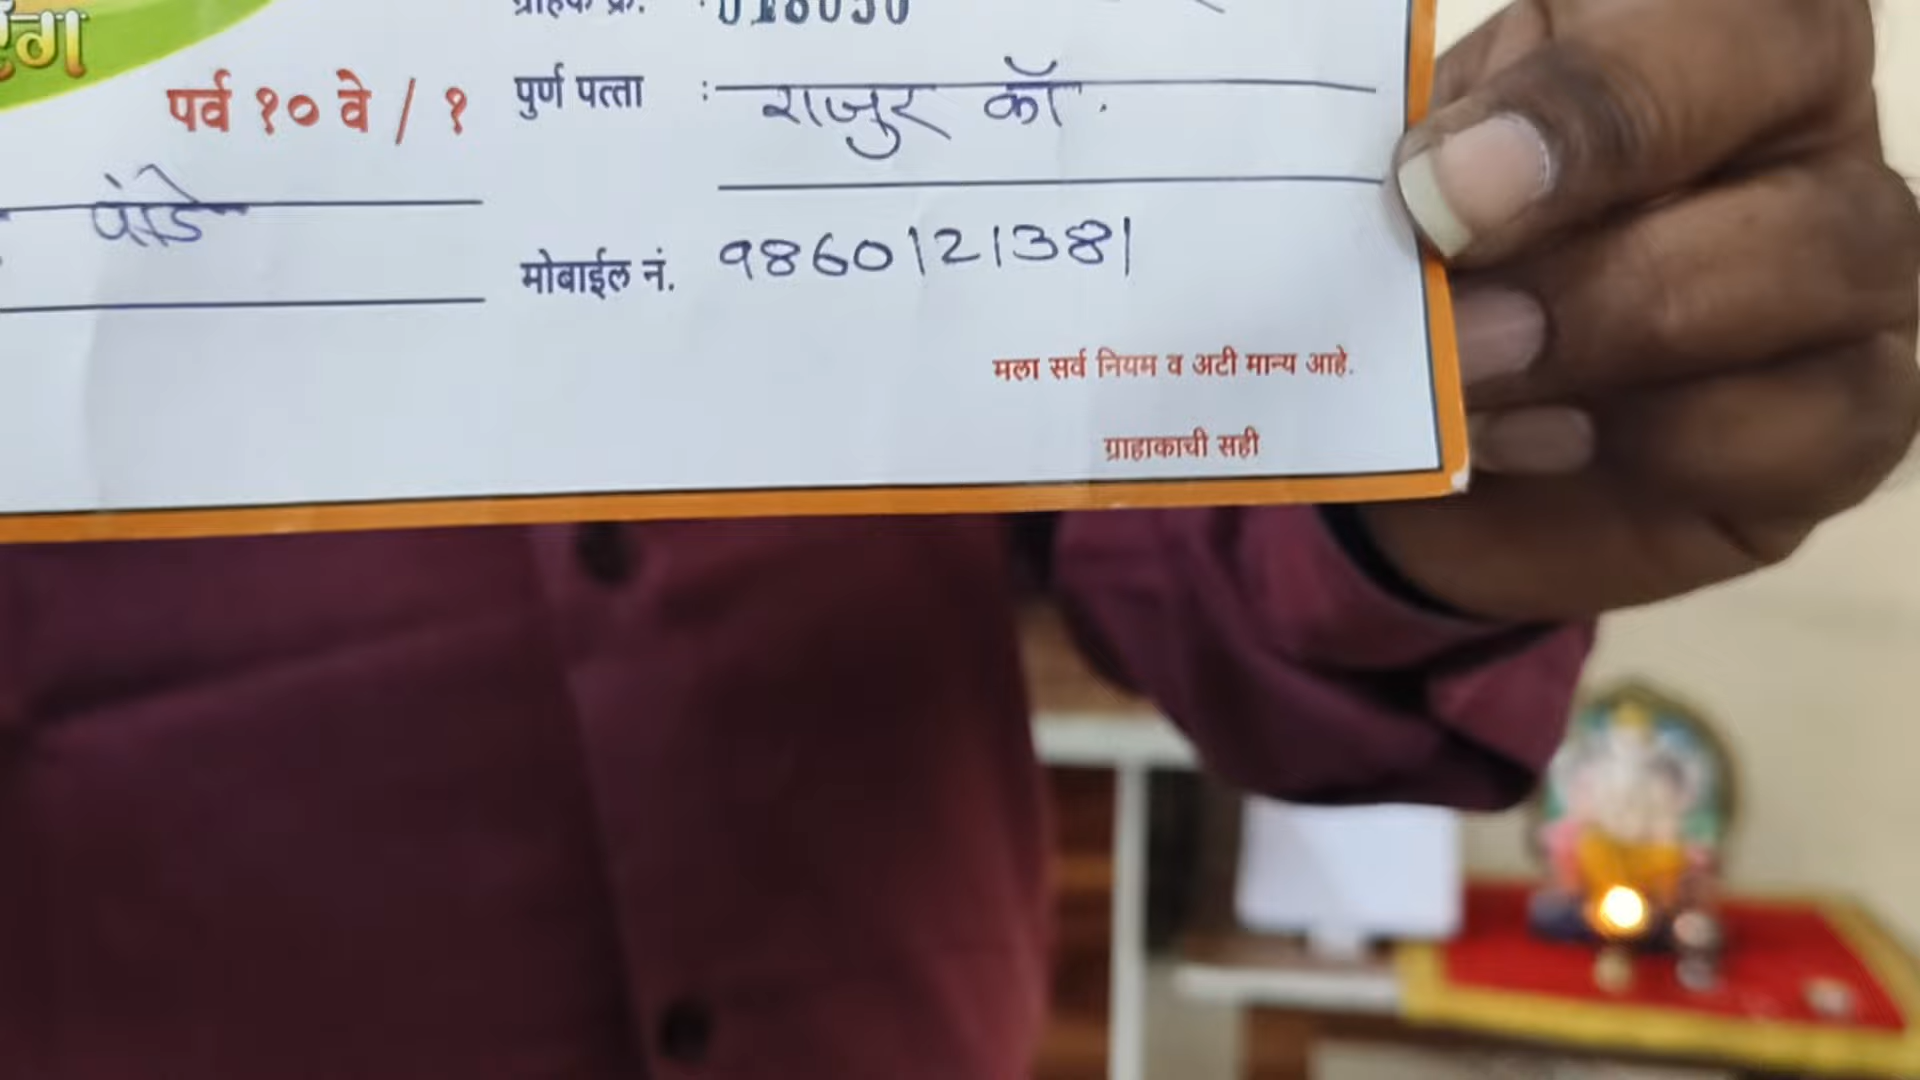 ग्राहक क्र. :
पर्व १० वे / १
पुर्ण पत्ता : राजुर कॉ.
पांडे
मोबाईल नं. 9860121381
मला सर्व नियम व अटी मान्य आहे.
ग्राहाकाची सही